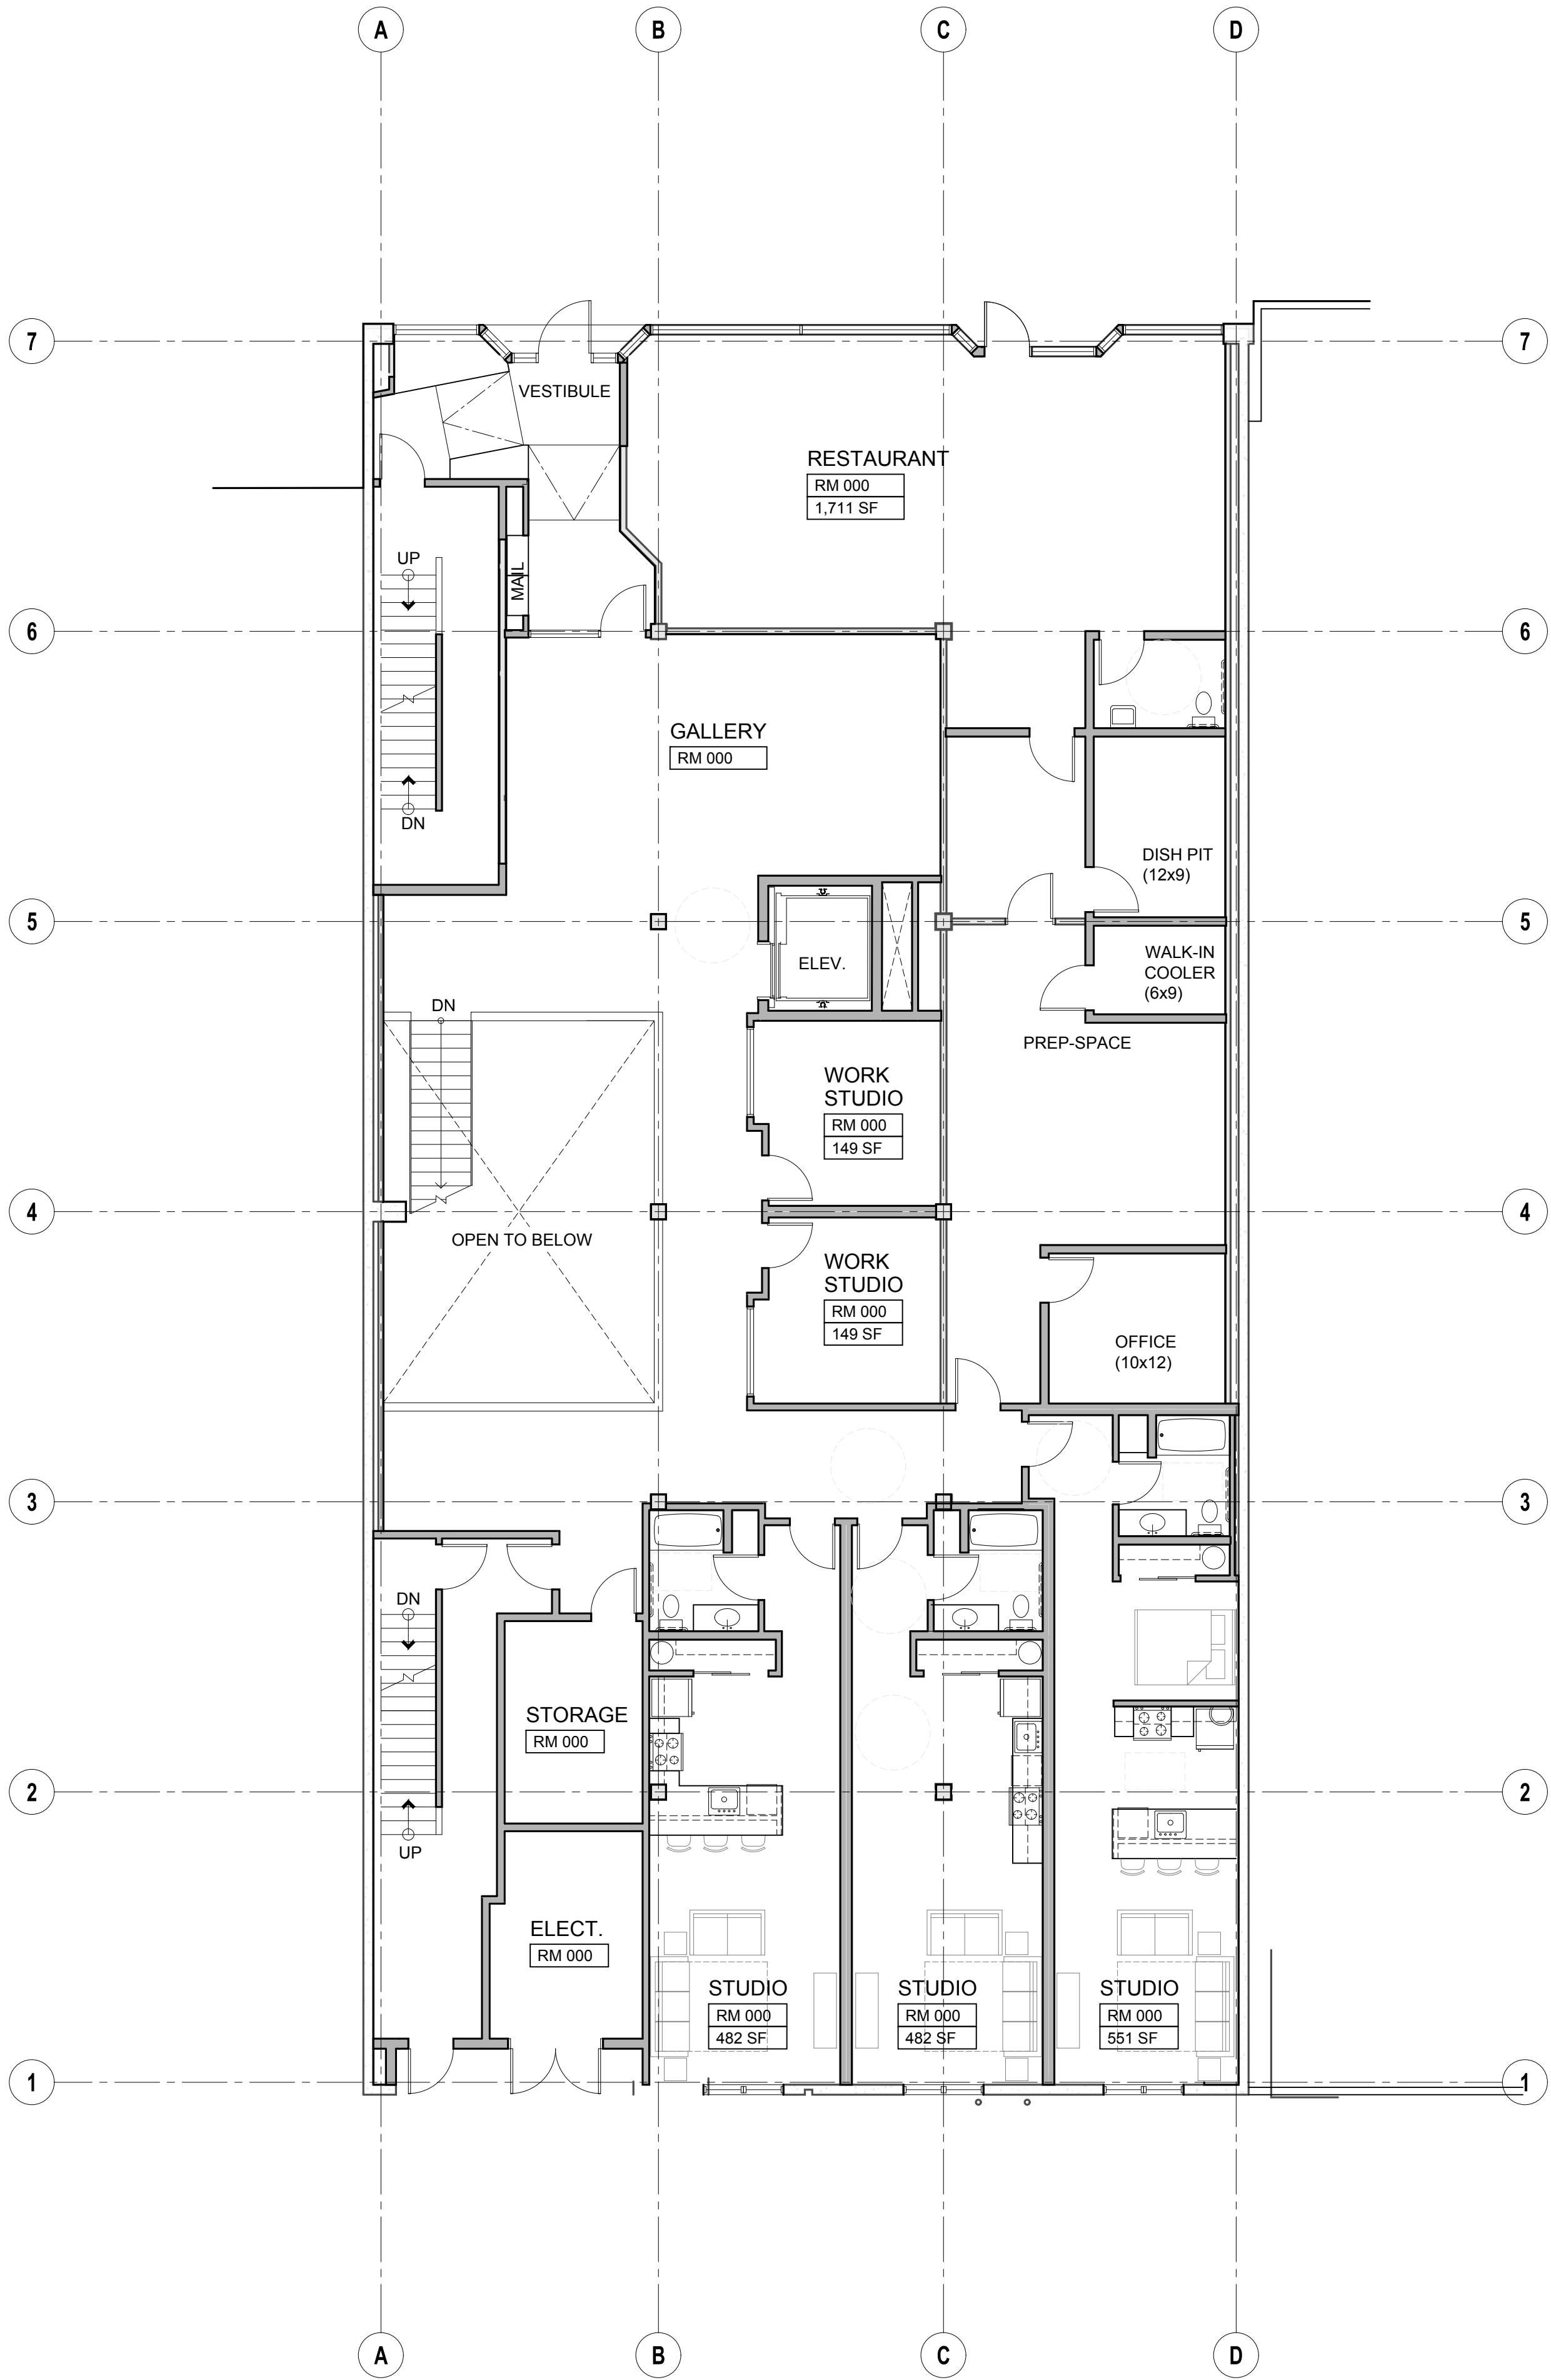 A
B
C
D
7
7
VESTIBULE
RESTAURANT
RM 000
1,711 SF
UP
MAIL
6
6
GALLERY
RM 000
DN
DISH PIT
(12x9)
5
5
ELEV.
WALK-IN
COOLER
(6x9)
DN
PREP-SPACE
WORK
STUDIO
RM 000
149 SF
4
4
OPEN TO BELOW
WORK
STUDIO
RM 000
149 SF
OFFICE
(10x12)
3
3
DN
STORAGE
RM 000
2
2
UP
ELECT.
RM 000
STUDIO
RM 000
482 SF
STUDIO
RM 000
482 SF
STUDIO
RM 000
551 SF
1
1
A
B
C
D